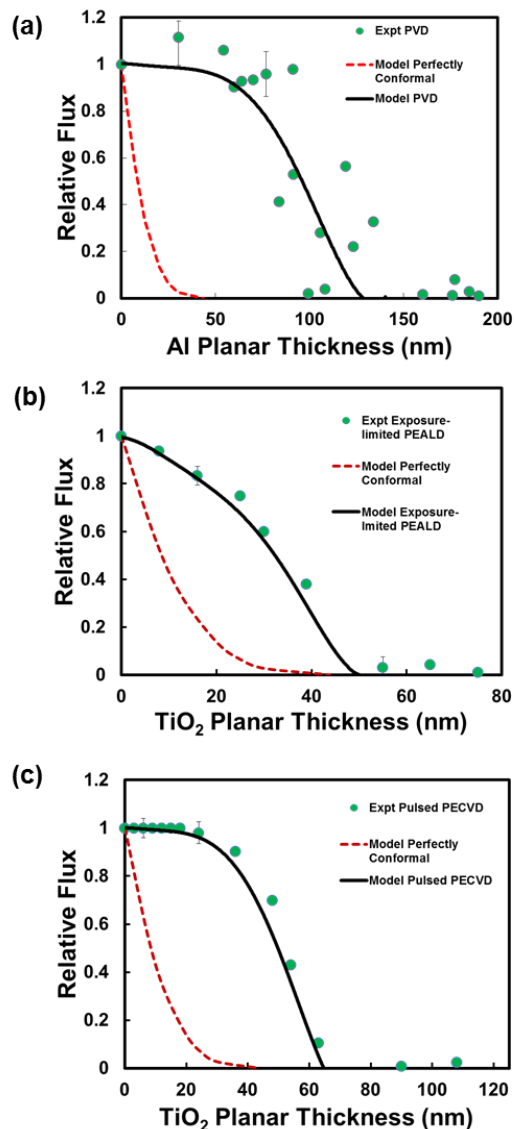 (a)
1.2
1
0.8
0.6
0.4
0.2
0
Relative Flux
Expt PVD
Model Perfectly
Conformal
Model PVD
0 50 100 150 200
Al Planar Thickness (nm)
(b)
1.2
1
0.8
0.6
0.4
0.2
0
Relative Flux
Expt Exposure-
limited PEALD
Model Perfectly
Conformal
Model Exposure-
lmited PEALD
0 20 40 60 80
TiO₂ Planar Thickness (nm)
(c)
1.2
1
0.8
0.6
0.4
0.2
0
Relative Flux
Expt Pulsed PECVD
Model Perfectly
Conformal
Model Pulsed PECVD
0 20 40 60 80 100 120
TiO₂ Planar Thickness (nm)